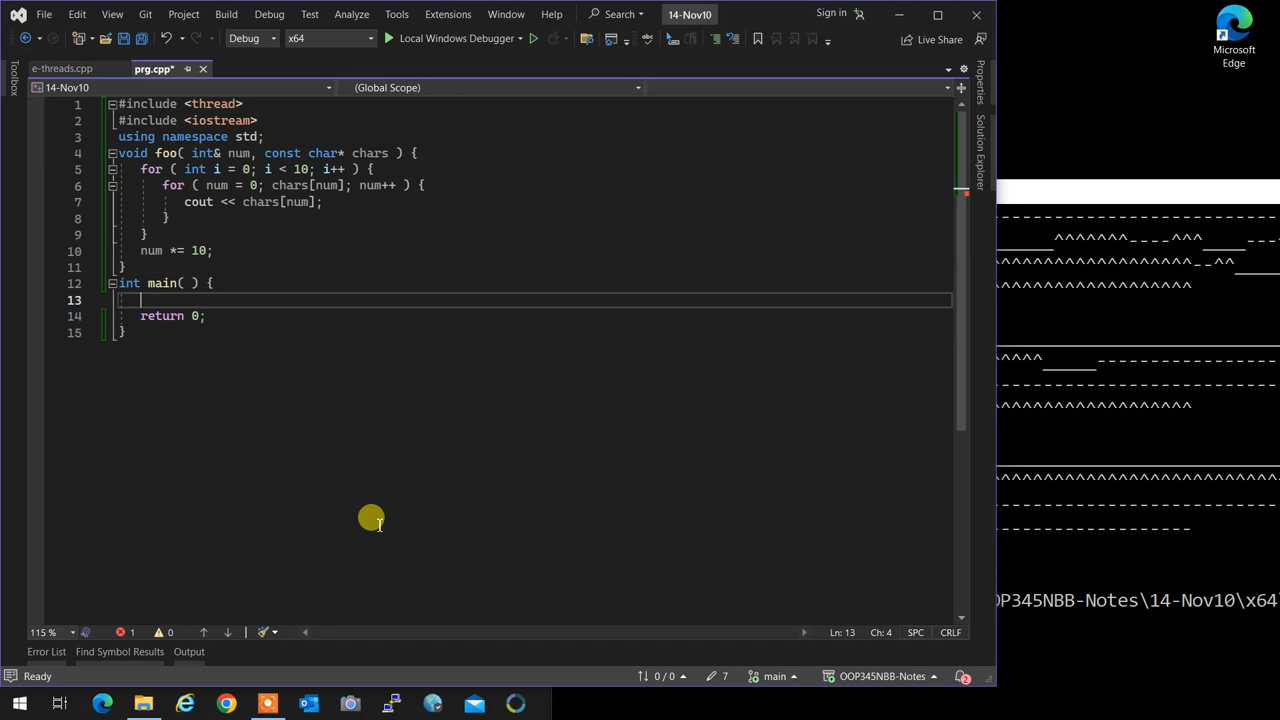 File Edit View Git Project Build Debug Test Analyze Tools Extensions Window Help Search 14-Nov10 Sign in
Debug x64 Local Windows Debugger Live Share
e-threads.cpp prg.cpp*
14-Nov10 (Global Scope)
Toolbox
Properties
Solution Explorer
Microsoft
Edge
1 #include <thread>
2 #include <iostream>
3 using namespace std;
4 void foo( int& num, const char* chars ) {
5 for ( int i = 0; i < 10; i++ ) {
6 for ( num = 0; chars[num]; num++ ) {
7 cout << chars[num];
8 }
9 }
10 num *= 10;
11 }
12 int main( ) {
13
14 return 0;
15 }
OP345NBB-Notes\14-Nov10\x64
115 % 1 0 Ln: 13 Ch: 4 SPC CRLF
Error List Find Symbol Results Output
Ready 0 / 0 7 main OOP345NBB-Notes 2